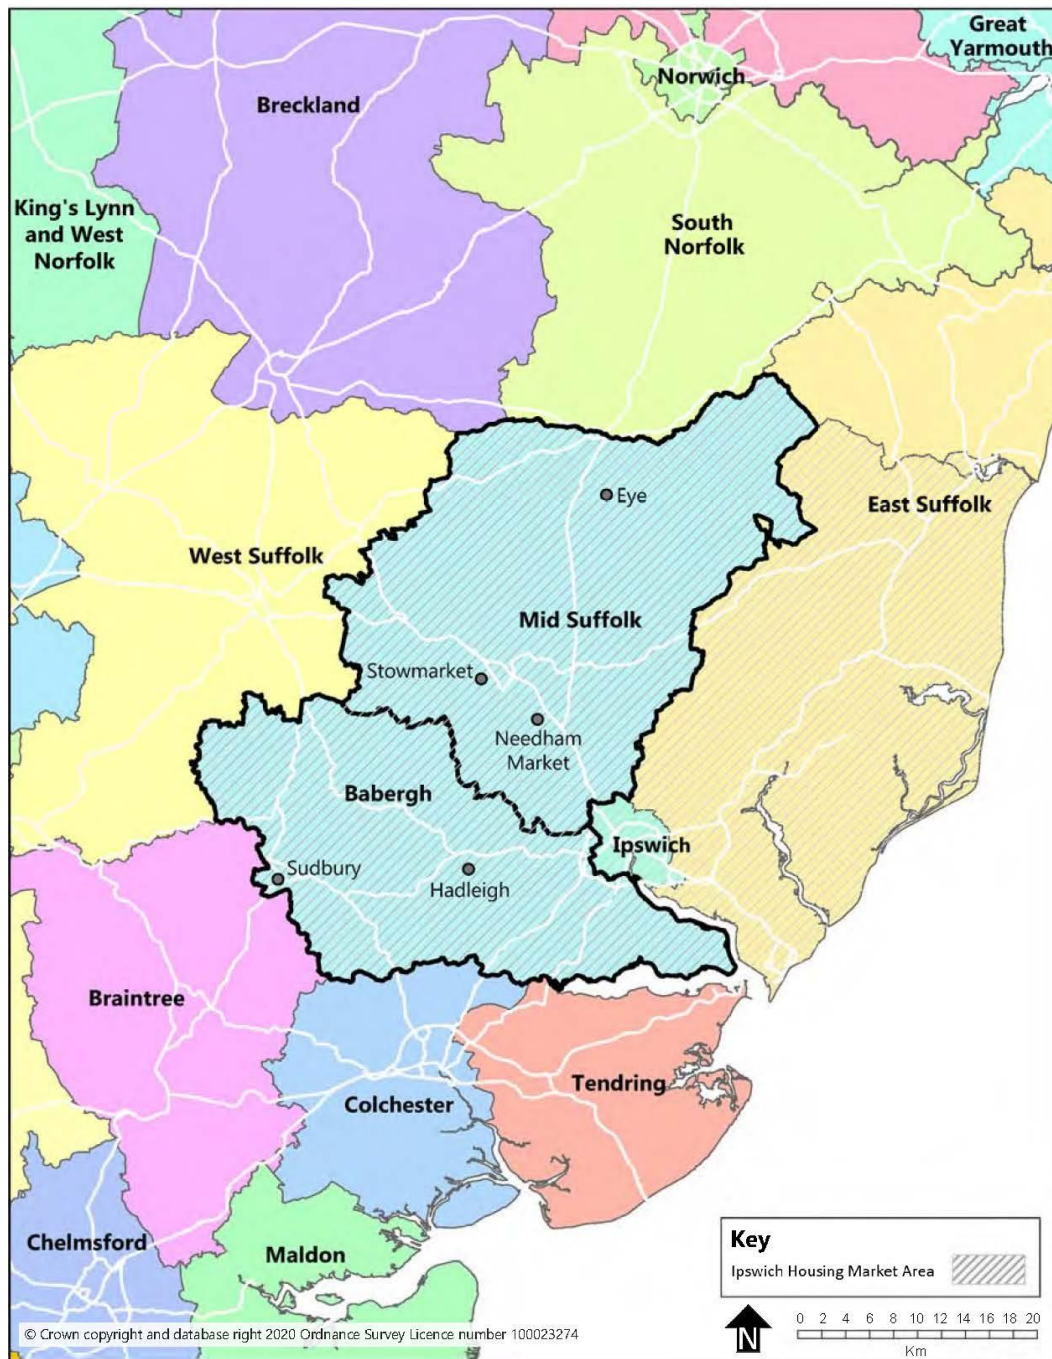 Great
Yarmouth
Norwich
Breckland
King's Lynn
and West
Norfolk
South
Norfolk
Eye
East Suffolk
West Suffolk
Mid Suffolk
Stowmarket
Needham
Market
Babergh
Ipswich
Sudbury
Hadleigh
Braintree
Tendring
Colchester
Chelmsford
Maldon
Key
Ipswich Housing Market Area
N
0 2 4 6 8 10 12 14 16 18 20
Km
© Crown copyright and database right 2020 Ordnance Survey Licence number 100023274